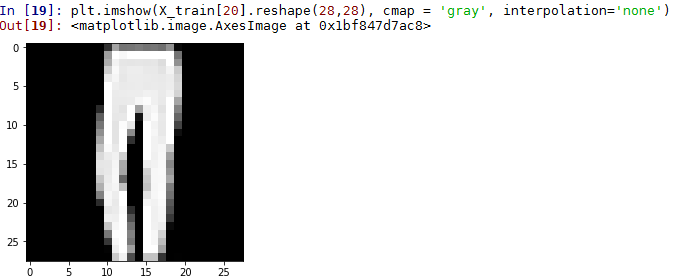 In [19]: plt.imshow(X_train[20].reshape(28,28), cmap = 'gray', interpolation='none')
Out[19]: <matplotlib.image.AxesImage at 0x1bf847d7ac8>
0
5
10
15
20
25
0 5 10 15 20 25